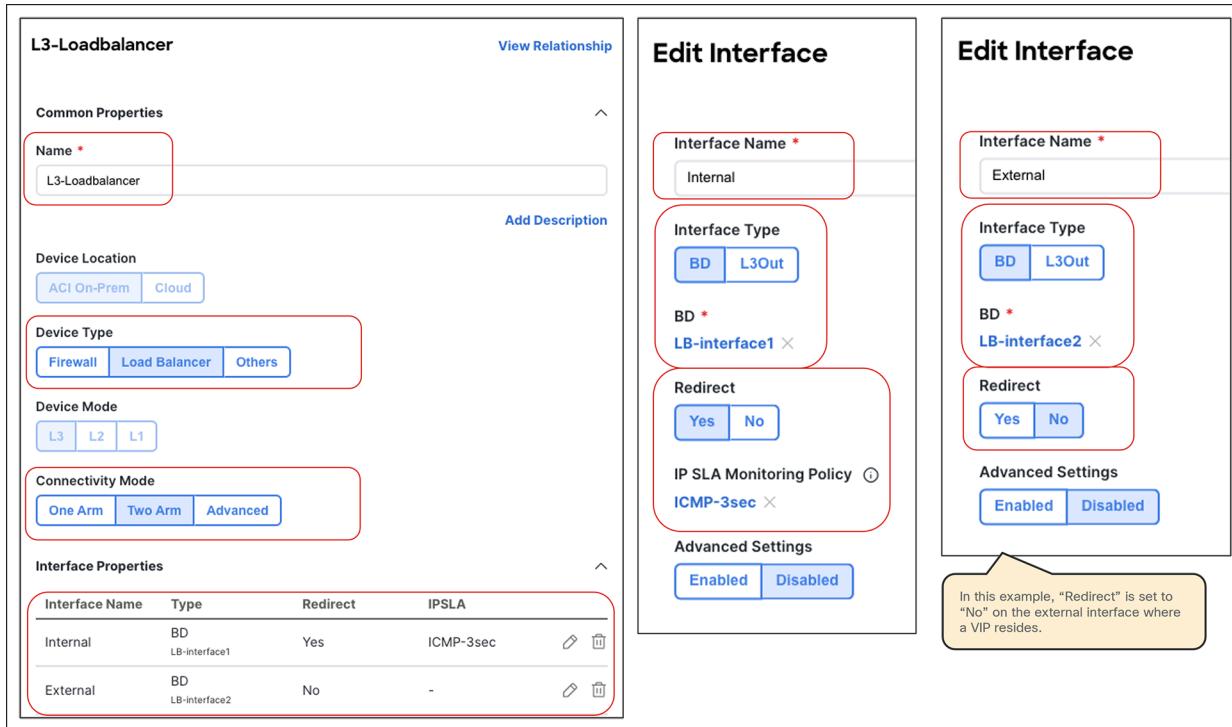 L3-Loadbalancer
View Relationship
Common Properties
Name *
L3-Loadbalancer
Add Description
Device Location
ACI On-Prem Cloud
Device Type
Firewall Load Balancer Others
Device Mode
L3 L2 L1
Connectivity Mode
One Arm Two Arm Advanced
Interface Properties
Interface Name Type Redirect IPSLA
Internal BD Yes ICMP-3sec
LB-interface1
External BD No -
LB-interface2
Edit Interface
Interface Name *
Internal
Interface Type
BD L3Out
BD *
LB-interface1
Redirect
Yes No
IP SLA Monitoring Policy
ICMP-3sec
Advanced Settings
Enabled Disabled
Edit Interface
Interface Name *
External
Interface Type
BD L3Out
BD *
LB-interface2
Redirect
Yes No
Advanced Settings
Enabled Disabled
In this example, “Redirect” is set to
“No” on the external interface where
a VIP resides.